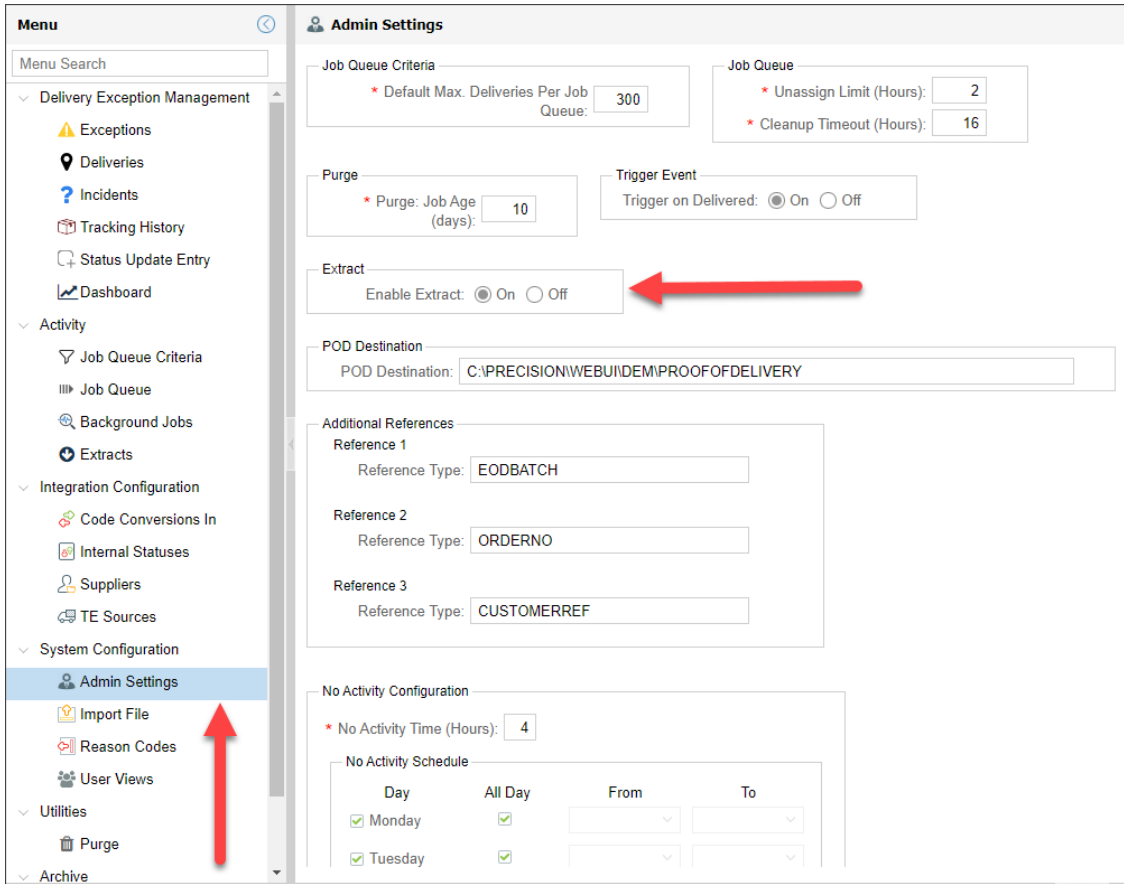 Menu
Menu Search
Delivery Exception Management
Exceptions
Deliveries
Incidents
Tracking History
Status Update Entry
Dashboard
Activity
Job Queue Criteria
Job Queue
Background Jobs
Extracts
Integration Configuration
Code Conversions In
Internal Statuses
Suppliers
TE Sources
System Configuration
Admin Settings
Import File
Reason Codes
User Views
Utilities
Purge
Archive
Admin Settings
Job Queue Criteria
* Default Max. Deliveries Per Job
Queue: 300
Job Queue
* Unassign Limit (Hours): 2
* Cleanup Timeout (Hours): 16
Purge
* Purge: Job Age
(days): 10
Trigger Event
Trigger on Delivered: On Off
Extract
Enable Extract: On Off
POD Destination
POD Destination: C:\PRECISION\WEBUI\DEM\PROOFOFDELIVERY
Additional References
Reference 1
Reference Type: EODBATCH
Reference 2
Reference Type: ORDERNO
Reference 3
Reference Type: CUSTOMERREF
No Activity Configuration
* No Activity Time (Hours): 4
No Activity Schedule
Day All Day From To
Monday
Tuesday